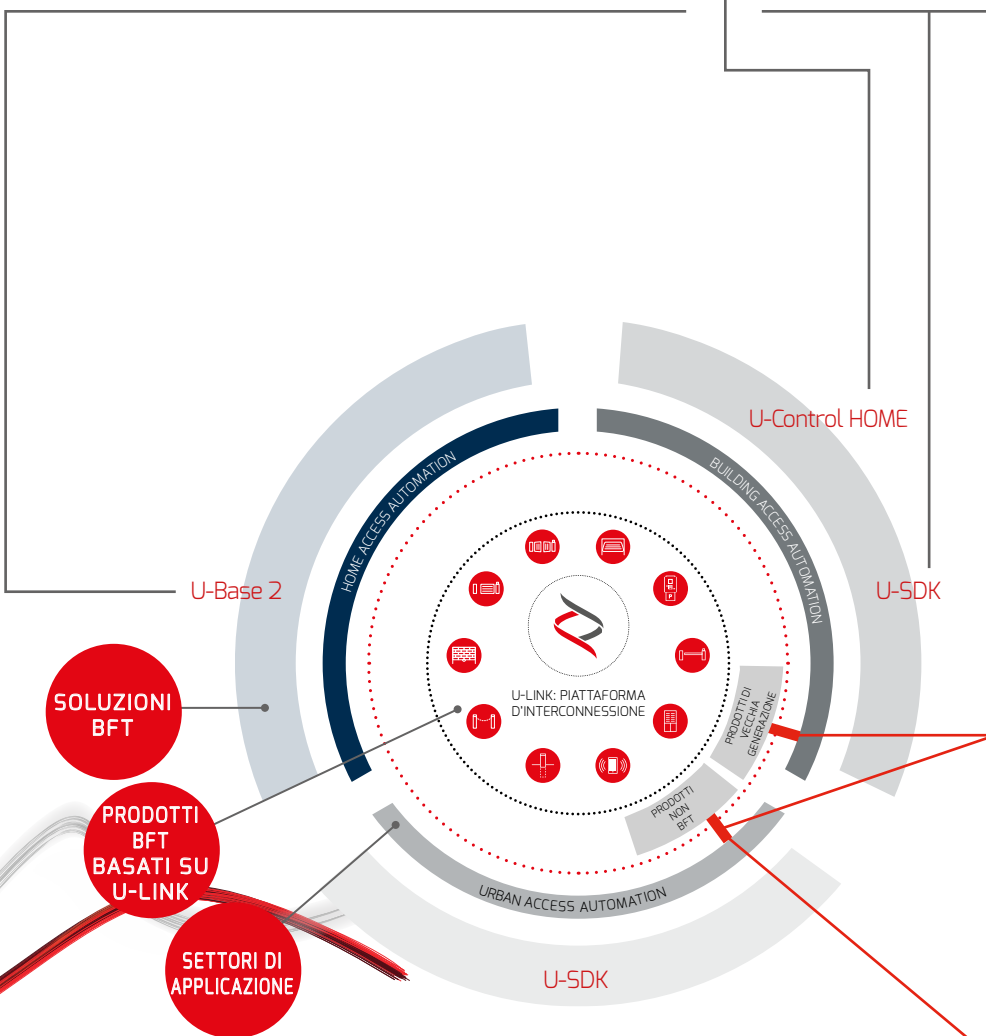 U-Control HOME
HOME ACCESS AUTOMATION
BUILDING ACCESS AUTOMATION
U-Base 2
U-SDK
P
U-LINK: PIATTAFORMA
D'INTERCONNESSIONE
PRODOTTI DI
VECCHIA
GENERAZIONE
SOLUZIONI
BFT
PRODOTTI
NON
BFT
PRODOTTI
BFT
BASATI SU
U-LINK
URBAN ACCESS AUTOMATION
SETTORI DI
APPLICAZIONE
U-SDK